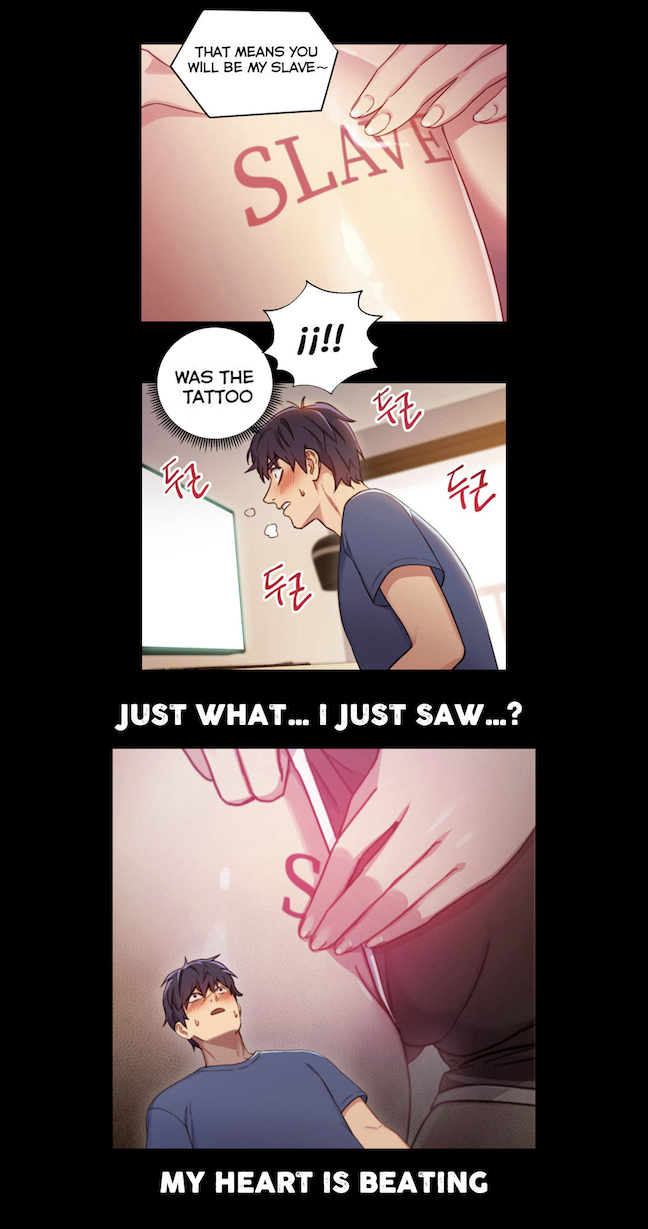 THAT MEANS YOU
WILL BE MY SLAVE~
SLAVE
¡¡!!
WAS THE
TATTOO
두근
두근
두근
두근
JUST WHAT... I JUST SAW...?
S
MY HEART IS BEATING